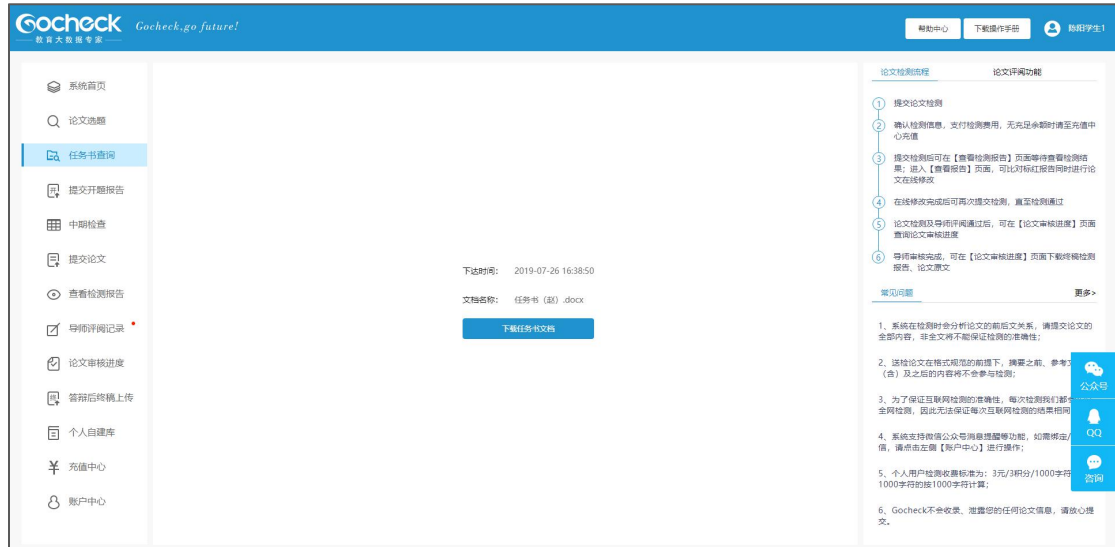 Gocheck
教育大数据专家
Gocheck,go future!
帮助中心
下载操作手册
陈阳学生1
系统首页
论文选题
任务书查询
提交开题报告
中期检查
提交论文
查看检测报告
导师评阅记录
论文审核进度
答辩后终稿上传
个人自建库
充值中心
账户中心
下达时间: 2019-07-26 16:38:50
文档名称: 任务书（赵）.docx
下载任务书文档
论文检测流程
论文评阅功能
1 提交论文检测
2 确认检测信息，支付检测费用，无充足余额时请至充值中
心充值
3 提交检测后可在【查看检测报告】页面等待查看检测结
果；进入【查看报告】页面，可比对标红报告同时进行论
文在线修改
4 在线修改完成后可再次提交检测，直至检测通过
5 论文检测及导师评阅通过后，可在【论文审核进度】页面
查询论文审核进度
6 导师审核完成，可在【论文审核进度】页面下载终稿检测
报告、论文原文
常见问题
更多>
1、系统在检测时会分析论文的前后文关系，请提交论文的
全部内容，非全文将不能保证检测的准确性；
2、送检论文在格式规范的前提下，摘要之前、参考
（含）及之后的内容将不会参与检测；
3、为了保证互联网检测的准确性，每次检测我们都
全网检测，因此无法保证每次互联网检测的结果相同
4、系统支持微信公众号消息提醒等功能，如需绑定/
信，请点击左侧【账户中心】进行操作；
5、个人用户检测收费标准为：3元/3积分/1000字符
1000字符的按1000字符计算；
6、Gocheck不会收录、泄露您的任何论文信息，请放心提
交。
公众号
QQ
咨询